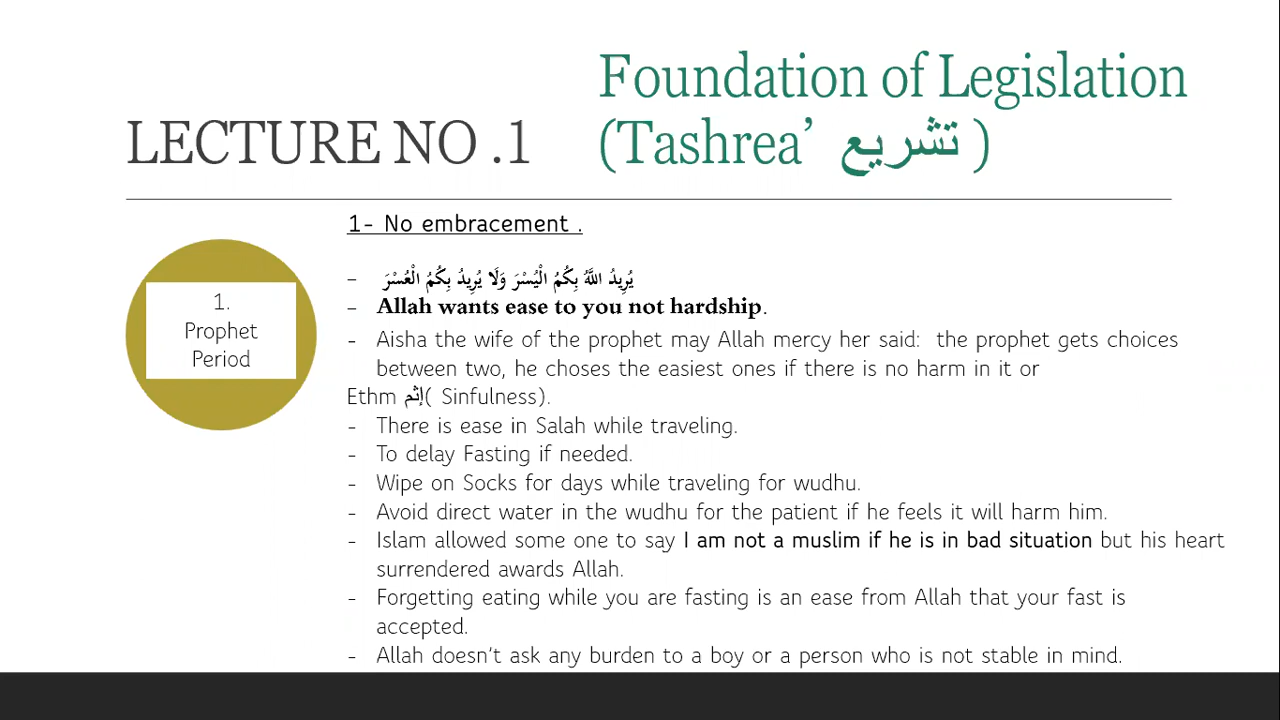 LECTURE NO .1
Foundation of Legislation
(Tashrea’ تشريع )
1.
Prophet
Period
1- No embracement .
- يُرِيدُ اللَّهُ بِكُمُ الْيُسْرَ وَلَا يُرِيدُ بِكُمُ الْعُسْرَ
- Allah wants ease to you not hardship.
- Aisha the wife of the prophet may Allah mercy her said: the prophet gets choices
between two, he choses the easiest ones if there is no harm in it or
Ethm إثم( Sinfulness).
- There is ease in Salah while traveling.
- To delay Fasting if needed.
- Wipe on Socks for days while traveling for wudhu.
- Avoid direct water in the wudhu for the patient if he feels it will harm him.
- Islam allowed some one to say I am not a muslim if he is in bad situation but his heart
surrendered awards Allah.
- Forgetting eating while you are fasting is an ease from Allah that your fast is
accepted.
- Allah doesn't ask any burden to a boy or a person who is not stable in mind.